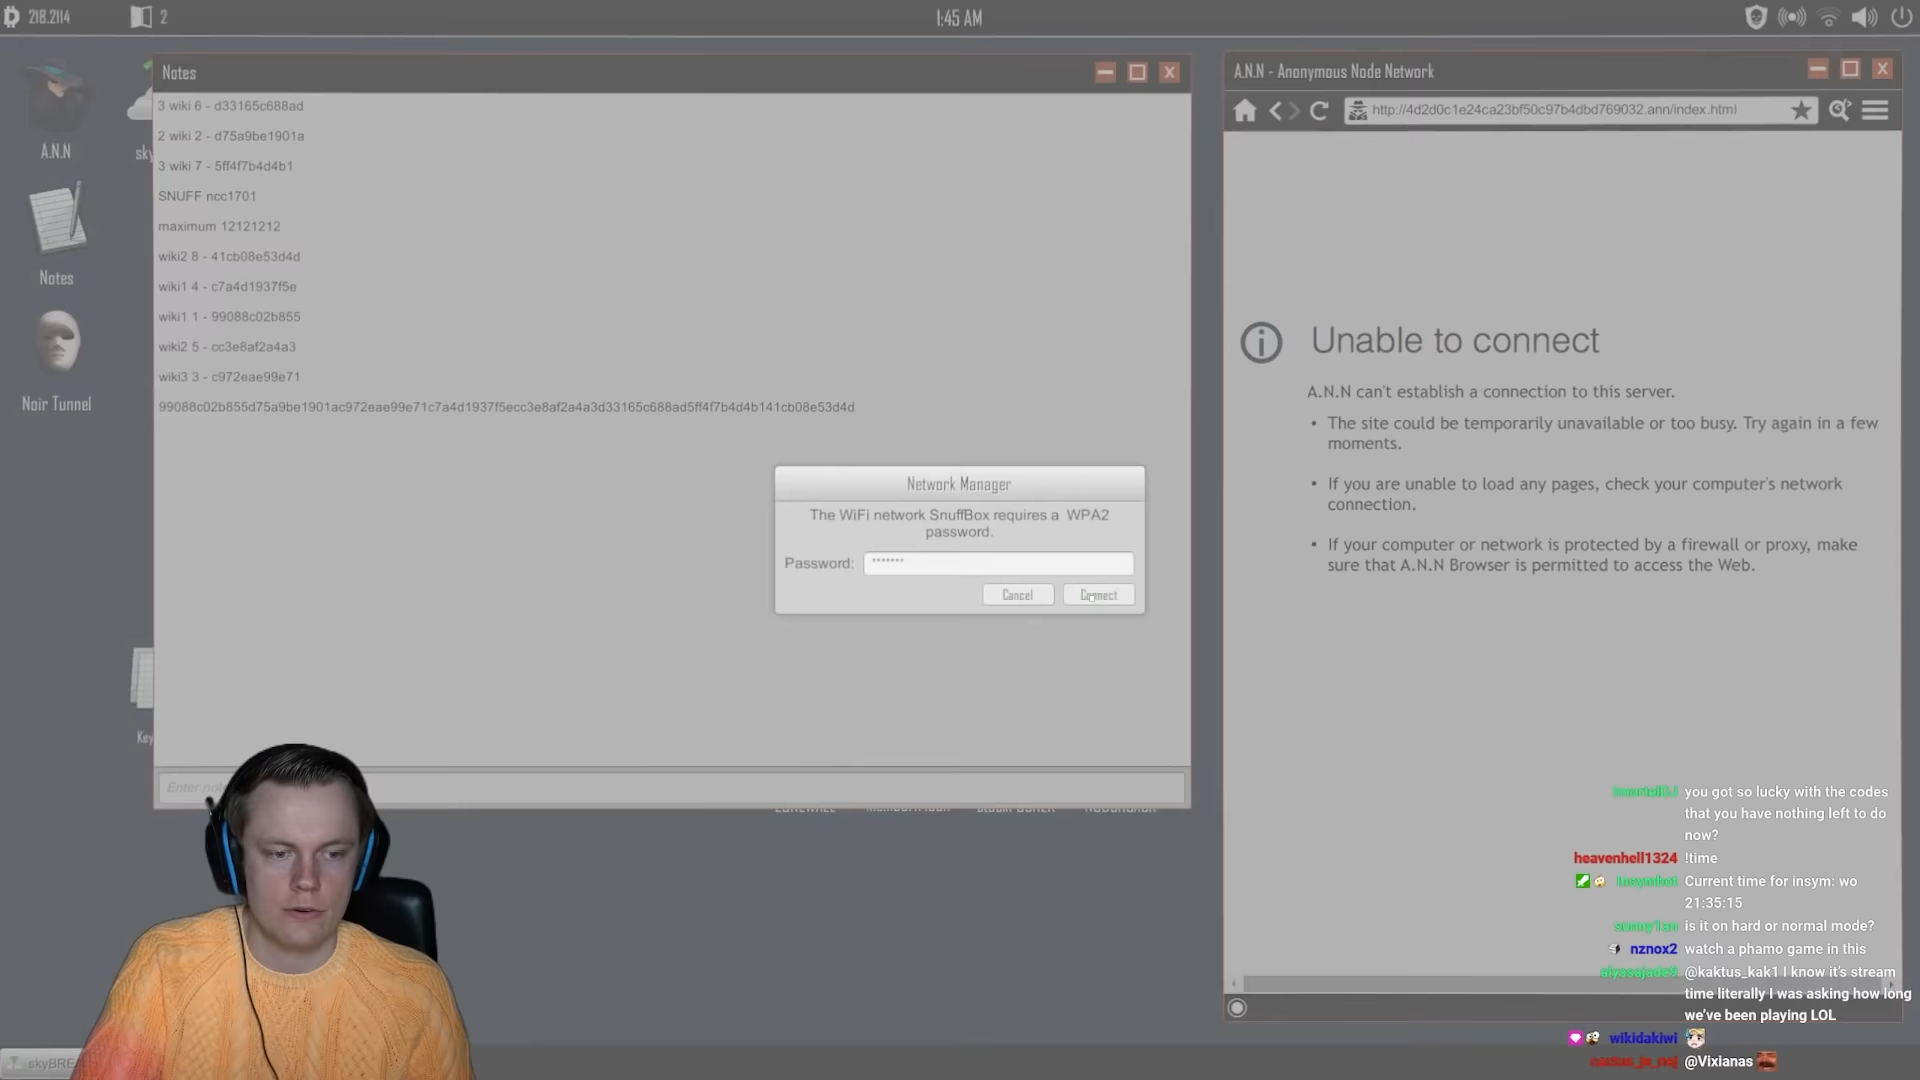 218.2114
2
1:45 AM
A.N.N
Notes
Noir Tunnel
Notes
3 wiki 6 - d33165c688ad
2 wiki 2 - d75a9be1901a
3 wiki 7 - 5ff4f7b4d4b1
SNUFF ncc1701
maximum 12121212
wiki2 8 - 41cb08e53d4d
wiki1 4 - c7a4d1937f5e
wiki1 1 - 99088c02b855
wiki2 5 - cc3e8af2a4a3
wiki3 3 - c972eae99e71
99088c02b855d75a9be1901ac972eae99e71c7a4d1937f5ecc3e8af2a4a3d33165c688ad5ff4f7b4d4b141cb08e53d4d
Network Manager
The WiFi network SnuffBox requires a WPA2
password.
Password: *******
Cancel Connect
A.N.N - Anonymous Node Network
http://4d2d0c1e24ca23bf50c97b4dbd769032.ann/index.html
Unable to connect
A.N.N can't establish a connection to this server.
• The site could be temporarily unavailable or too busy. Try again in a few
moments.
• If you are unable to load any pages, check your computer's network
connection.
• If your computer or network is protected by a firewall or proxy, make
sure that A.N.N Browser is permitted to access the Web.
you got so lucky with the codes
that you have nothing left to do
now?
heavenhell1324 !time
Insymbot Current time for insym: wo
21:35:15
sunny1an is it on hard or normal mode?
nznox2 watch a phamo game in this
@kaktus_kak1 I know it's stream
time literally I was asking how long
we've been playing LOL
wikidakiwi
@Vixianas